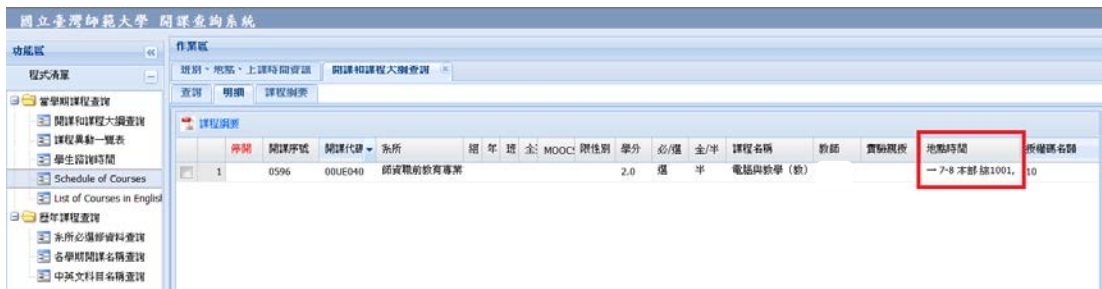 國立臺灣師範大學 開課查詢系統
功能區
作業區
程式清單
班別、地點、上課時間資訊 開課和課程大綱查詢
查詢 明細 課程綱要
當學期課程查詢
開課和課程大綱查詢
課程異動一覽表
學生諮詢時間
Schedule of Courses
List of Courses in Englis
歷年課程查詢
系所必選修資料查詢
各學期開課名稱查詢
中英文科目名稱查詢
課程綱要
停開 開課序號 開課代碼 系所 組 年 班 全 MOOCS 限性別 學分 必/選 全/半 課程名稱 教師 實驗親授 地點時間 授權碼名額
1 0596 00UE040 師資職前教育專業 2.0 選 半 電腦與教學(教) 一 7-8 本部 誠1001, 10